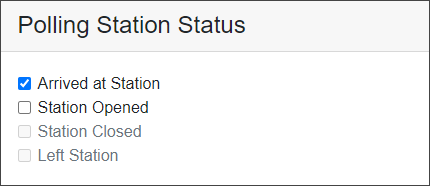 Polling Station Status
Arrived at Station
Station Opened
Station Closed
Left Station